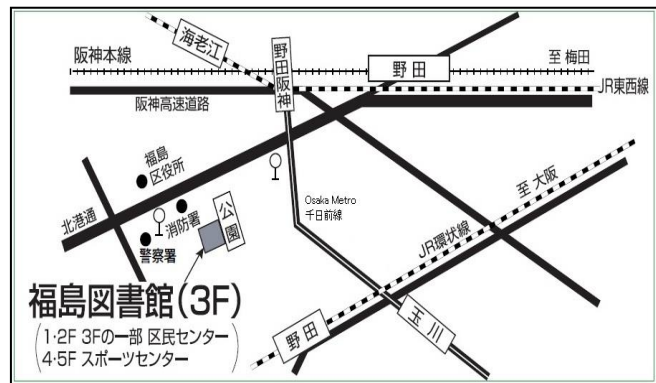 海老江
阪神本線
野田阪神
野田
至 梅田
JR東西線
阪神高速道路
福島
区役所
Osaka Metro
千日前線
至 大阪
北港通
消防署
公園
警察署
JR環状線
福島図書館(3F)
(1・2F 3Fの一部 区民センター
4・5F スポーツセンター)
野田
玉川